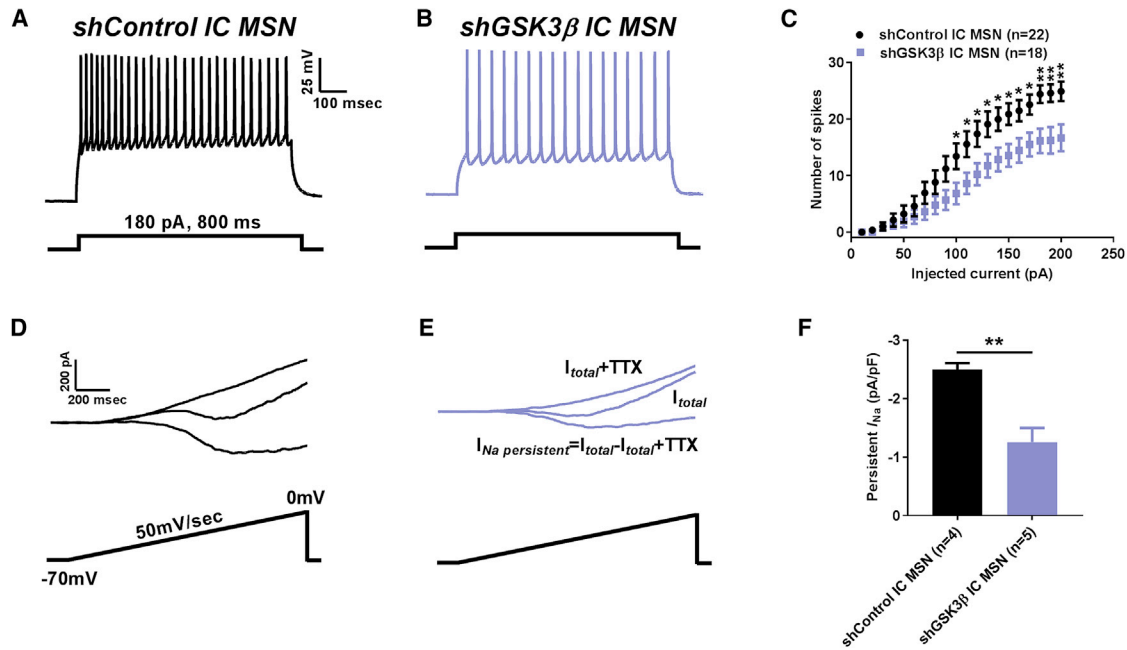 A
shControl IC MSN
25 mV
100 msec
180 pA, 800 ms
B
shGSK3β IC MSN
C
shControl IC MSN (n=22)
shGSK3β IC MSN (n=18)
Number of spikes
30
20
10
0
* * * * * * * * ** ** **
0 50 100 150 200 250
Injected current (pA)
D
200 pA
200 msec
50mV/sec
0mV
-70mV
E
Itotal+TTX
Itotal
INa persistent=Itotal-Itotal+TTX
F
Persistent INa (pA/pF)
-3
-2
-1
0
**
shControl IC MSN (n=4)
shGSK3β IC MSN (n=5)